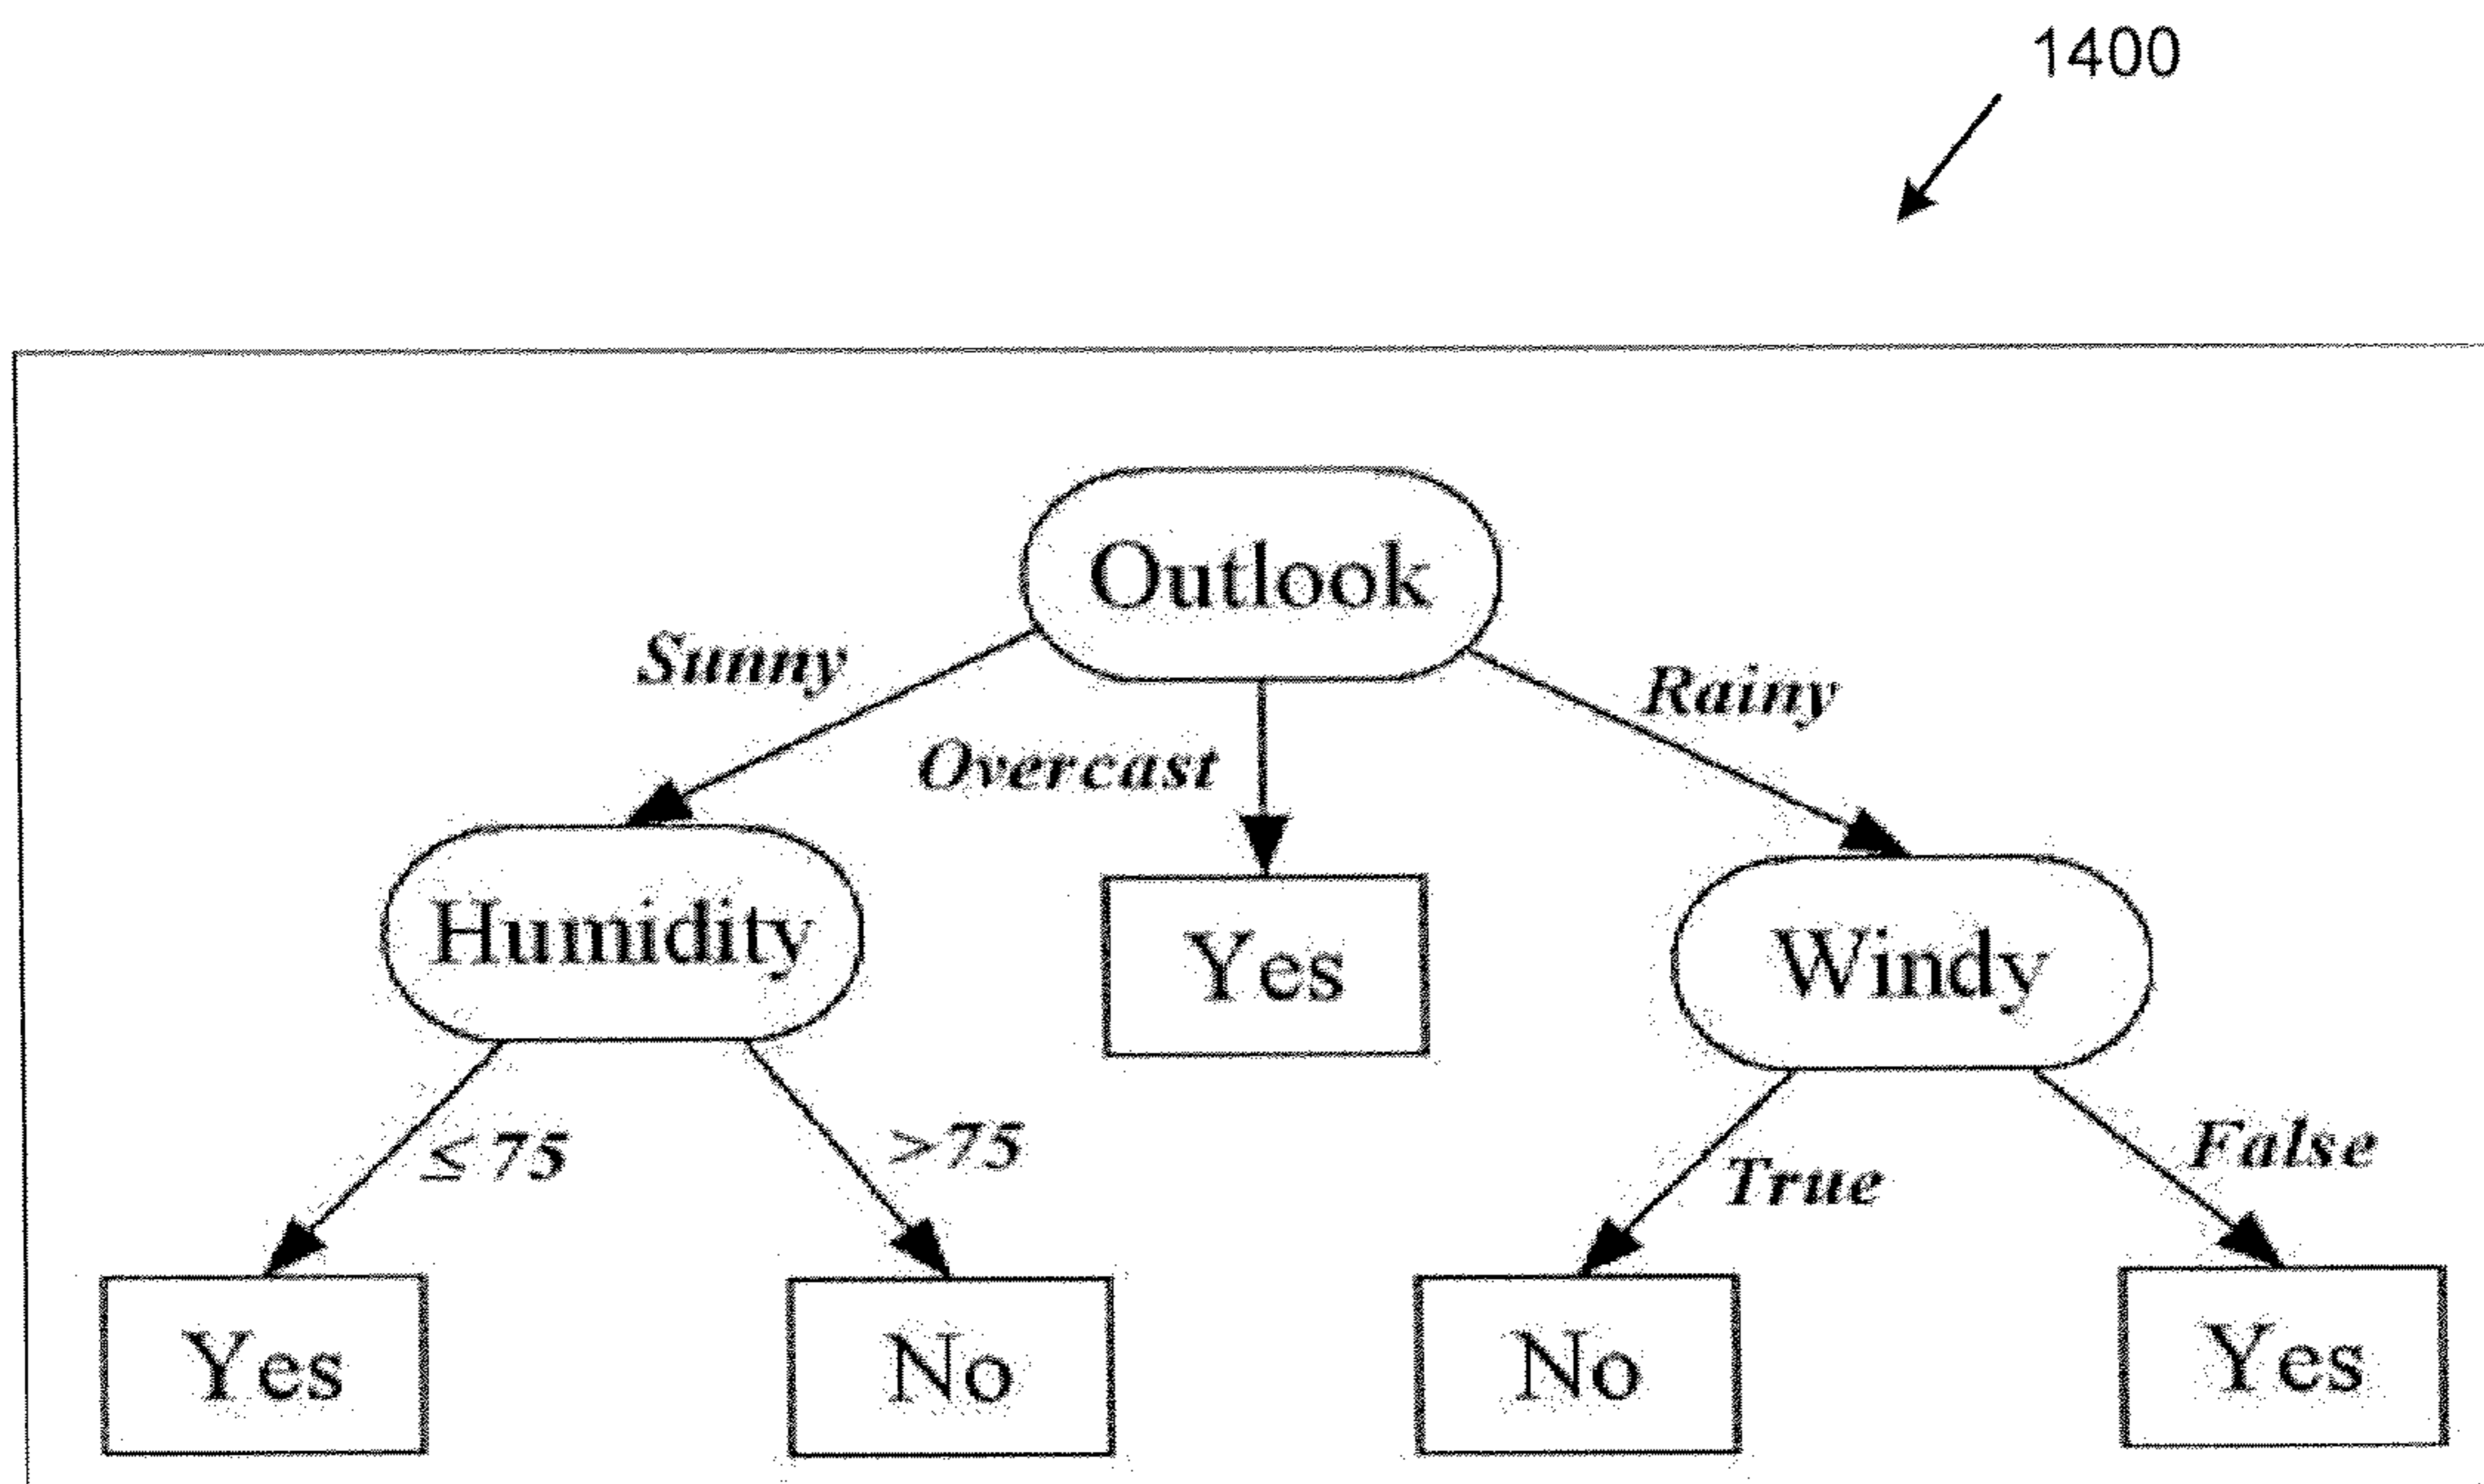 1400
Outlook
Sunny
Overcast
Rainy
Humidity
Yes
Windy
≤ 75
>75
True
False
Yes
No
No
Yes